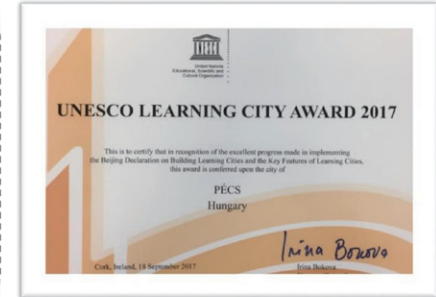 United Nations
Educational, Scientific and
Cultural Organization
UNESCO LEARNING CITY AWARD 2017
This is to certify that in recognition of the excellent progress made in implementing
the Beijing Declaration on Building Learning Cities and the Key Features of Learning Cities,
this award is conferred upon the city of
PÉCS
Hungary
Irina Bokova
Cork, Ireland, 18 September 2017
Irina Bokova